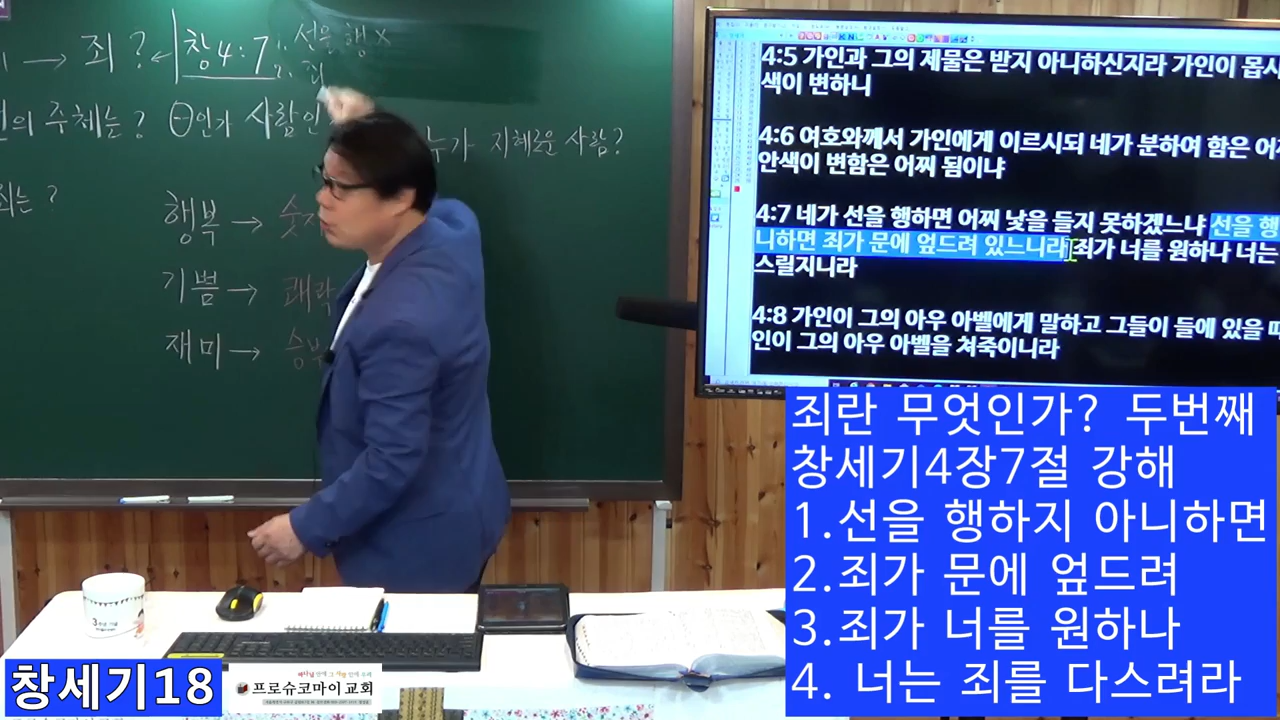 → 죄? ← 창4:7 선을 행 x
죄
의 주체는? 인가 사람인
누가 지혜로운 사람?
죄는?
행복 → 숫
기쁨 → 쾌락
재미 → 승부
4:5 가인과 그의 제물은 받지 아니하신지라 가인이 몹시
색이 변하니
4:6 여호와께서 가인에게 이르시되 네가 분하여 함은 어
안색이 변함은 어찌 됨이냐
4:7 네가 선을 행하면 어찌 낯을 들지 못하겠느냐 선을 행
니하면 죄가 문에 엎드려 있느니라 죄가 너를 원하나 너는
스릴지니라
4:8 가인이 그의 아우 아벨에게 말하고 그들이 들에 있을 때
인이 그의 아우 아벨을 쳐죽이니라
죄란 무엇인가? 두번째
창세기4장7절 강해
1.선을 행하지 아니하면
2.죄가 문에 엎드려
3.죄가 너를 원하나
4. 너는 죄를 다스려라
창세기18
프로슈코마이 교회